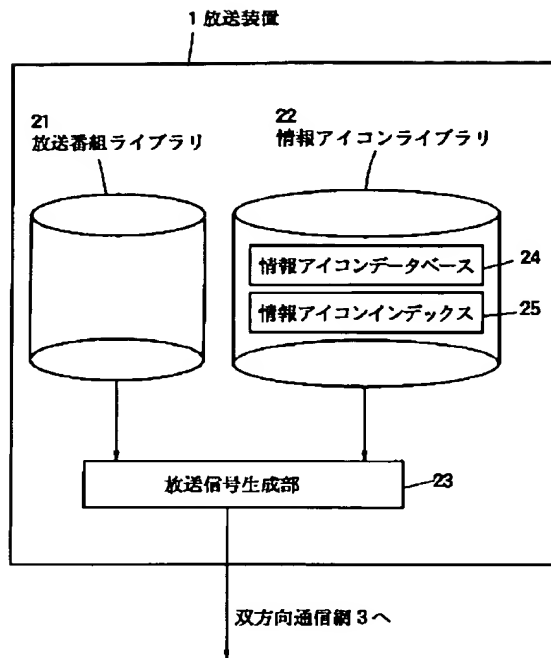 1 放送装置
21
放送番組ライブラリ
22
情報アイコンライブラリ
情報アイコンデータベース
24
情報アイコンインデックス
25
放送信号生成部
23
双方向通信網 3 へ